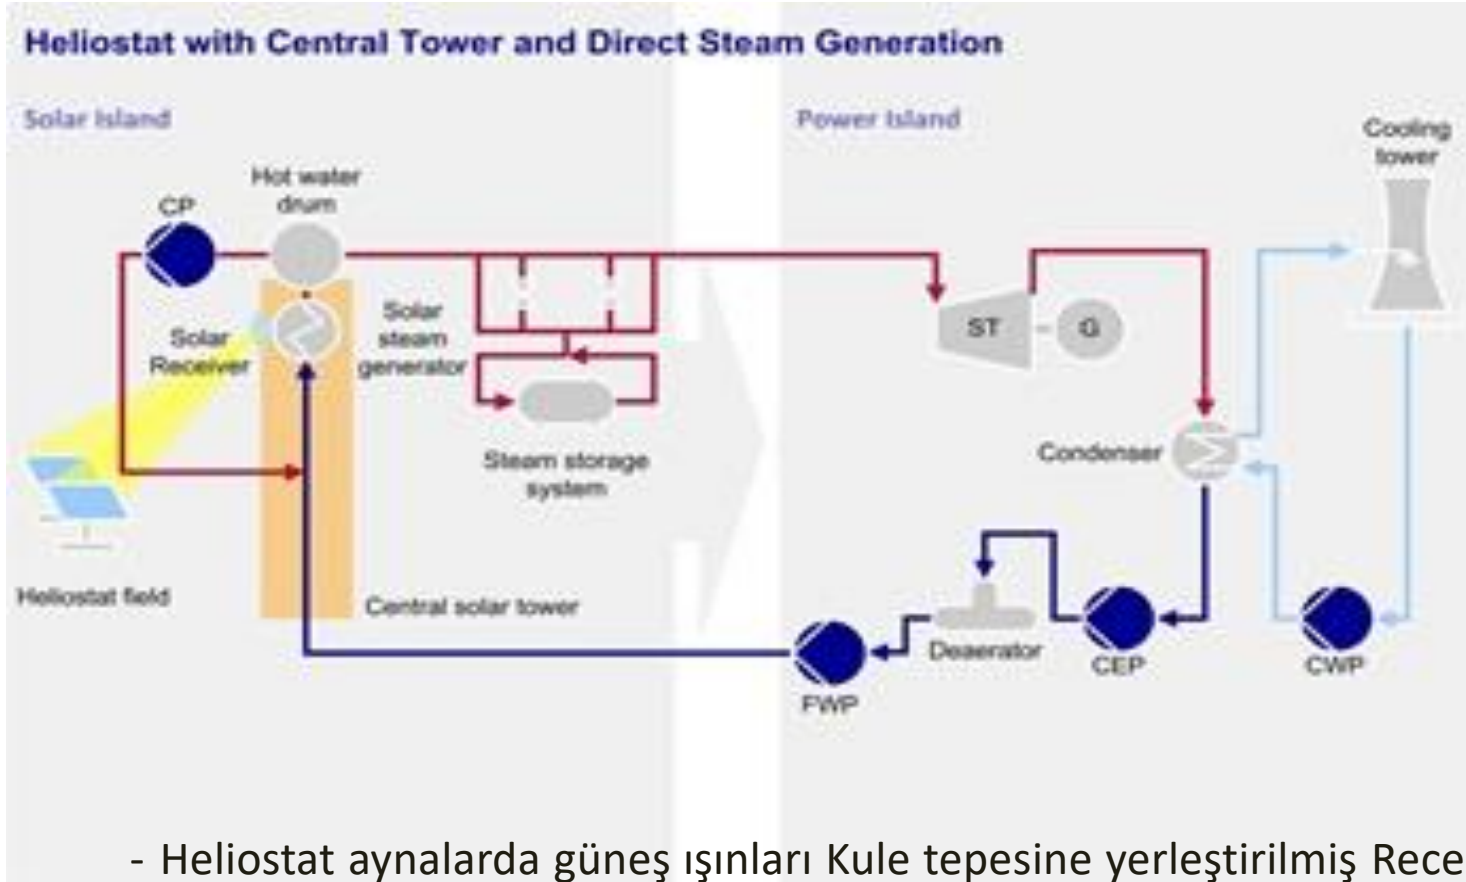 Heliostat with Central Tower and Direct Steam Generation
Solar Island
Power Island
Cooling
tower
Hot water
drum
CP
Solar
Receiver
Solar
steam
generator
ST
G
Condenser
Steam storage
system
Heliostat field
Central solar tower
Deaerator
CEP
CWP
FWP
- Heliostat aynalarda güneş ışınları Kule tepesine yerleştirilmiş Rece